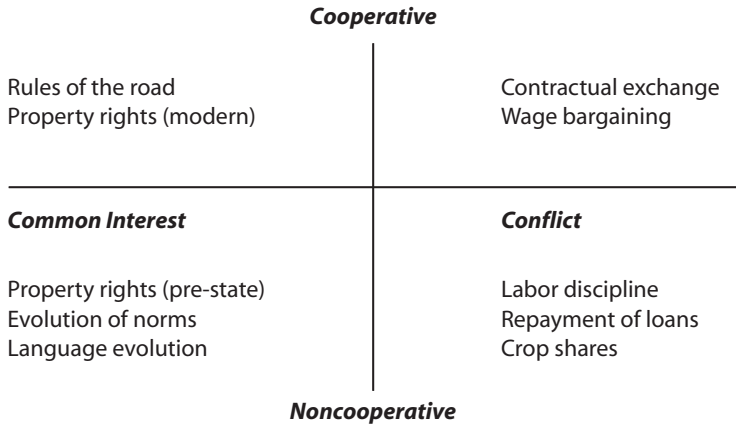 Cooperative
Rules of the road
Property rights (modern)
Contractual exchange
Wage bargaining
Common Interest
Conflict
Property rights (pre-state)
Evolution of norms
Language evolution
Labor discipline
Repayment of loans
Crop shares
Noncooperative